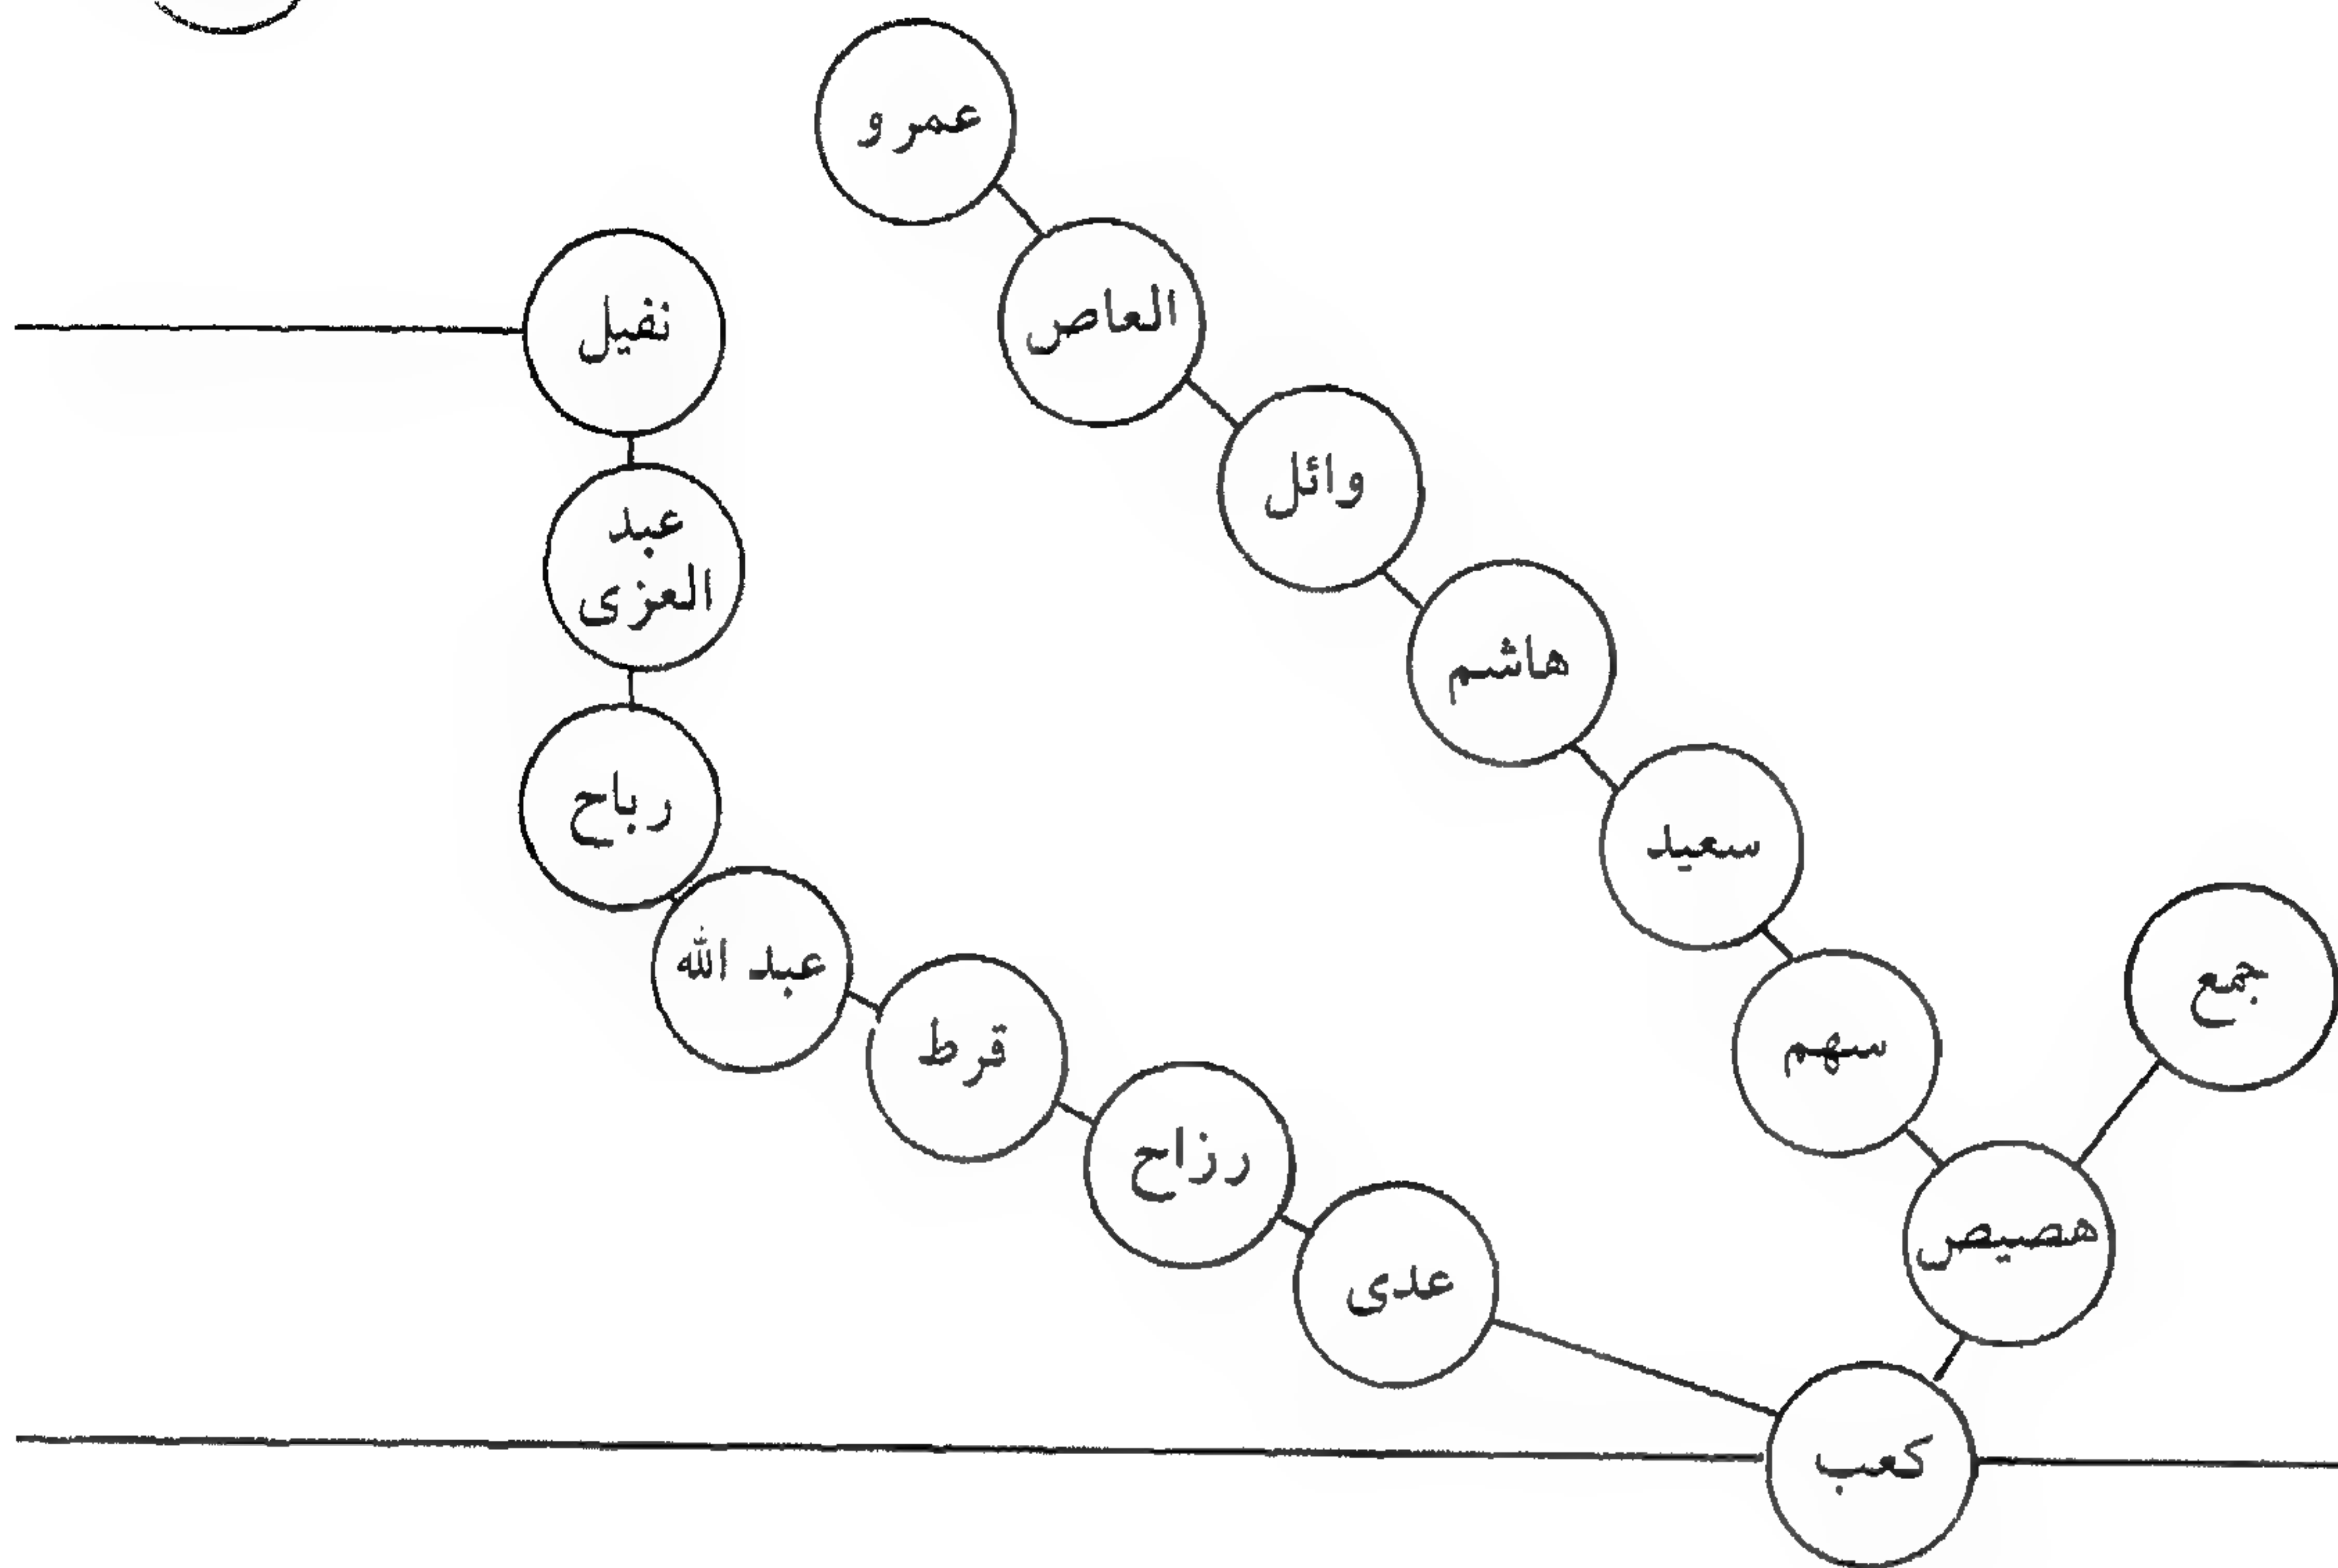 عمرو
العاص
نفيل
وائل
عبد
العزى
هاشم
رباح
سعيد
عبد الله
جمع
قرط
سهم
رزاح
هصيص
عدى
كعب